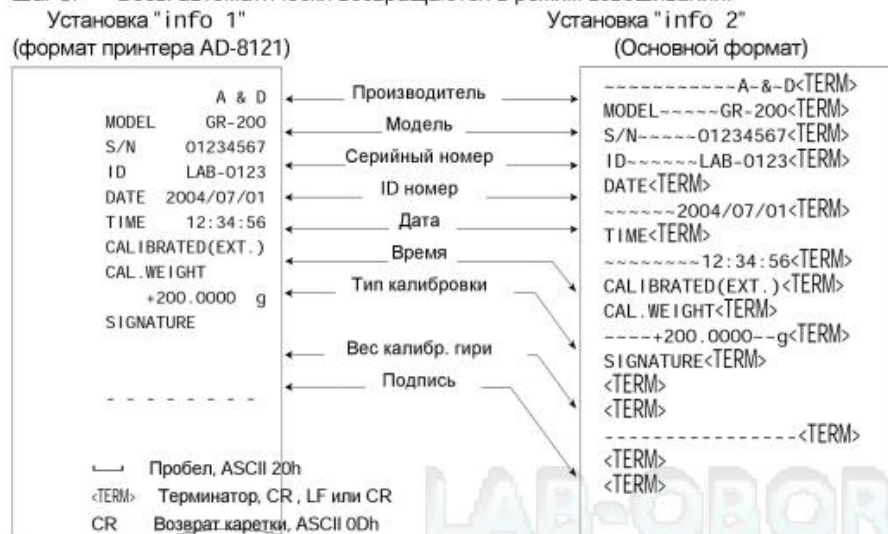 Установка "info 1"
(формат принтера AD-8121)
A & D
MODEL GR-200
S/N 01234567
ID LAB-0123
DATE 2004/07/01
TIME 12:34:56
CALIBRATED(EXT.)
CAL.WEIGHT
+200.0000 g
SIGNATURE
- - - - - - - -
Производитель
Модель
Серийный номер
ID номер
Дата
Время
Тип калибровки
Вес калибр. гири
Подпись
Установка "info 2"
(Основной формат)
~~~~~~~~~~~A~&~D<TERM>
MODEL~~~~~GR-200<TERM>
S/N~~~~~01234567<TERM>
ID~~~~~~LAB-0123<TERM>
DATE<TERM>
~~~~~~2004/07/01<TERM>
TIME<TERM>
~~~~~~~~12:34:56<TERM>
CALIBRATED(EXT.)<TERM>
CAL.WEIGHT<TERM>
~~~~+200.0000~~g<TERM>
SIGNATURE<TERM>
<TERM>
<TERM>
----------------<TERM>
<TERM>
<TERM>
Пробел, ASCII 20h
<TERM> Терминатор, CR , LF или CR
CR Возврат каретки, ASCII 0Dh
LAB-OBOR